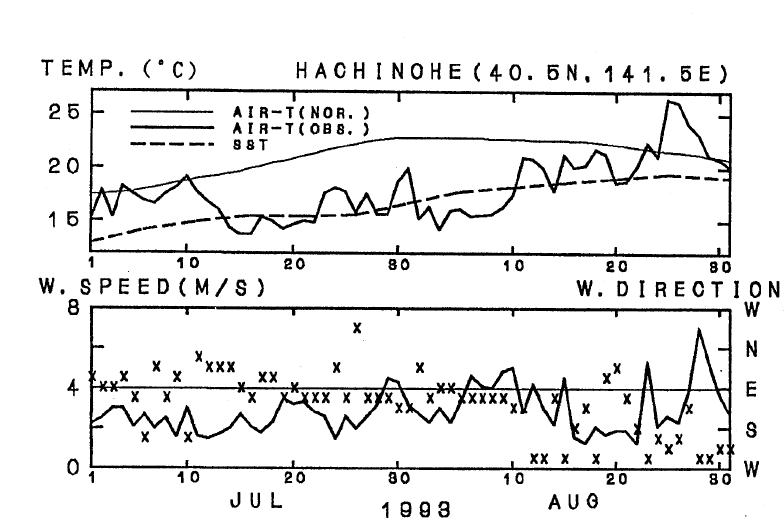 TEMP. (°C) HACHINOHE(40.5N, 141.5E)
25
AIR-T(NOR.)
AIR-T(OBS.)
SST
20
15
1 10 20 30 10 20 30
W. SPEED(M/S) W. DIRECTION
8 W
N
4 E
S
0 W
1 10 20 30 10 20 30
JUL 1993 AUG